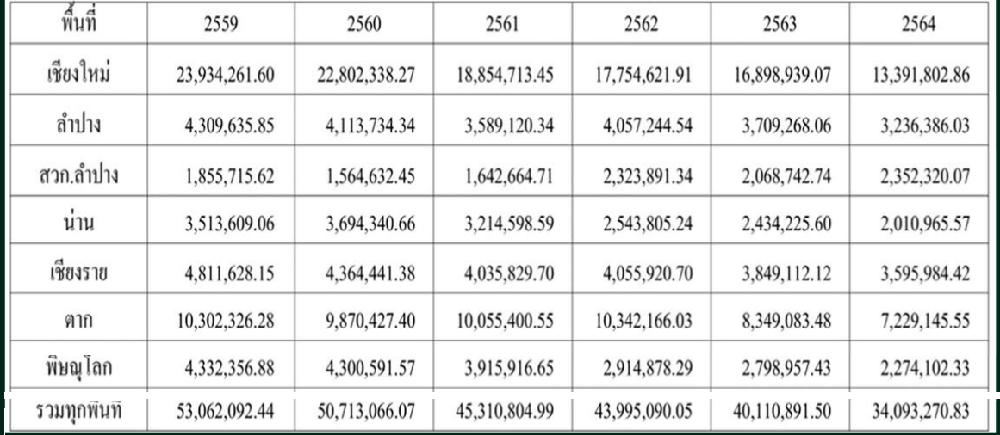 พื้นที่ 2559 2560 2561 2562 2563 2564
เชียงใหม่ 23,934,261.60 22,802,338.27 18,854,713.45 17,754,621.91 16,898,939.07 13,391,802.86
ลำปาง 4,309,635.85 4,113,734.34 3,589,120.34 4,057,244.54 3,709,268.06 3,236,386.03
สวก.ลำปาง 1,855,715.62 1,564,632.45 1,642,664.71 2,323,891.34 2,068,742.74 2,352,320.07
น่าน 3,513,609.06 3,694,340.66 3,214,598.59 2,543,805.24 2,434,225.60 2,010,965.57
เชียงราย 4,811,628.15 4,364,441.38 4,035,829.70 4,055,920.70 3,849,112.12 3,595,984.42
ตาก 10,302,326.28 9,870,427.40 10,055,400.55 10,342,166.03 8,349,083.48 7,229,145.55
พิษณุโลก 4,332,356.88 4,300,591.57 3,915,916.65 2,914,878.29 2,798,957.43 2,274,102.33
รวมทุกพื้นที่ 53,062,092.44 50,713,066.07 45,310,804.99 43,995,090.05 40,110,891.50 34,093,270.83